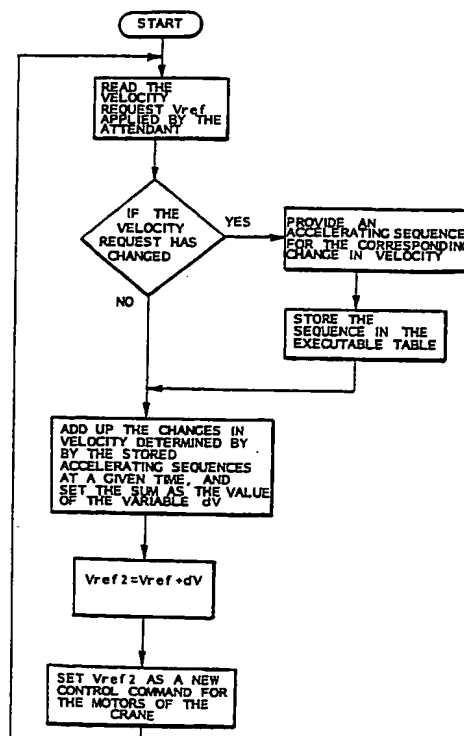 START
READ THE
VELOCITY
REQUEST Vref
APPLIED BY THE
ATTENDANT
IF THE
VELOCITY
REQUEST HAS
CHANGED
YES
PROVIDE AN
ACCELERATING SEQUENCE
FOR THE CORRESPONDING
CHANGE IN VELOCITY
NO
STORE THE
SEQUENCE IN THE
EXECUTABLE TABLE
ADD UP THE CHANGES IN
VELOCITY DETERMINED BY
BY THE STORED
ACCELERATING SEQUENCES
AT A GIVEN TIME, AND
SET THE SUM AS THE VALUE
OF THE VARIABLE dV
Vref2=Vref+dV
SET Vref2 AS A NEW
CONTROL COMMAND FOR
THE MOTORS OF THE
CRANE